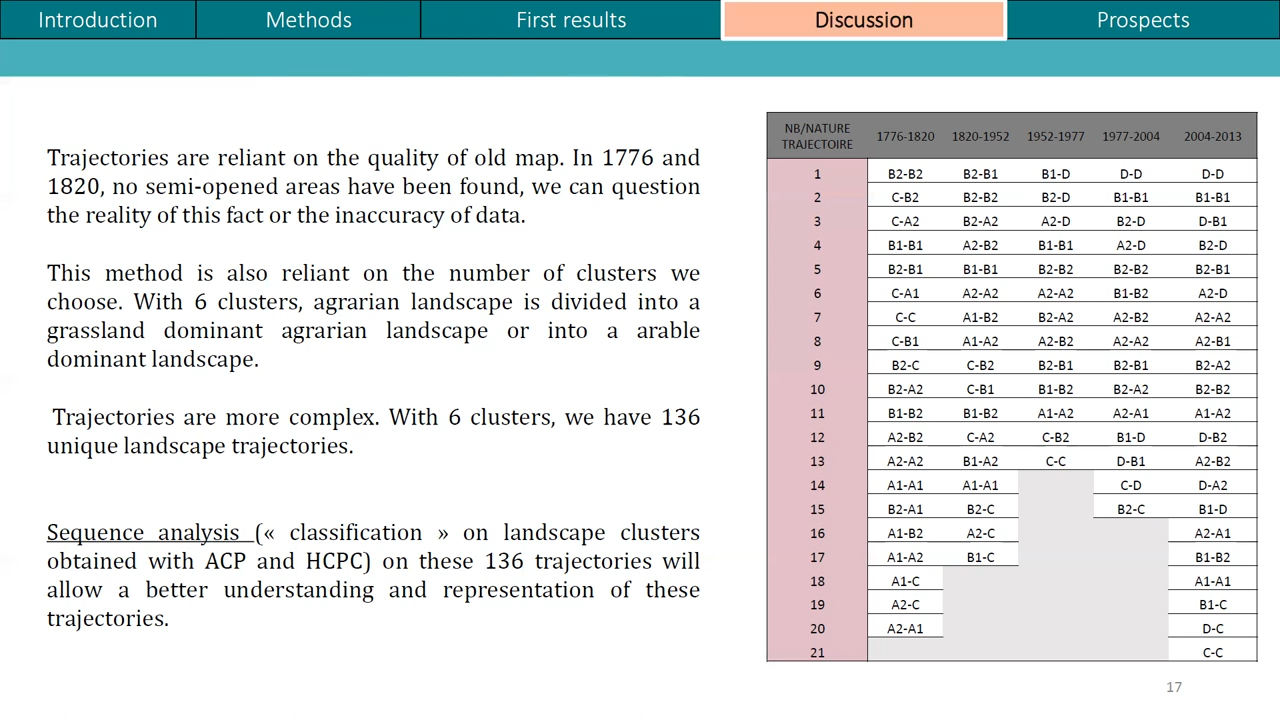 Introduction Methods First results Discussion Prospects
Trajectories are reliant on the quality of old map. In 1776 and
1820, no semi-opened areas have been found, we can question
the reality of this fact or the inaccuracy of data.
This method is also reliant on the number of clusters we
choose. With 6 clusters, agrarian landscape is divided into a
grassland dominant agrarian landscape or into a arable
dominant landscape.
Trajectories are more complex. With 6 clusters, we have 136
unique landscape trajectories.
Sequence analysis (« classification » on landscape clusters
obtained with ACP and HCPC) on these 136 trajectories will
allow a better understanding and representation of these
trajectories.
NB/NATURE TRAJECTOIRE 1776-1820 1820-1952 1952-1977 1977-2004 2004-2013
1 B2-B2 B2-B1 B1-D D-D D-D
2 C-B2 B2-B2 B2-D B1-B1 B1-B1
3 C-A2 B2-A2 A2-D B2-D D-B1
4 B1-B1 A2-B2 B1-B1 A2-D B2-D
5 B2-B1 B1-B1 B2-B2 B2-B2 B2-B1
6 C-A1 A2-A2 A2-A2 B1-B2 A2-D
7 C-C A1-B2 B2-A2 A2-B2 A2-A2
8 C-B1 A1-A2 A2-B2 A2-A2 A2-B1
9 B2-C C-B2 B2-B1 B2-B1 B2-A2
10 B2-A2 C-B1 B1-B2 B2-A2 B2-B2
11 B1-B2 B1-B2 A1-A2 A2-A1 A1-A2
12 A2-B2 C-A2 C-B2 B1-D D-B2
13 A2-A2 B1-A2 C-C D-B1 A2-B2
14 A1-A1 A1-A1 C-D D-A2
15 B2-A1 B2-C B2-C B1-D
16 A1-B2 A2-C A2-A1
17 A1-A2 B1-C B1-B2
18 A1-C A1-A1
19 A2-C B1-C
20 A2-A1 D-C
21 C-C
17